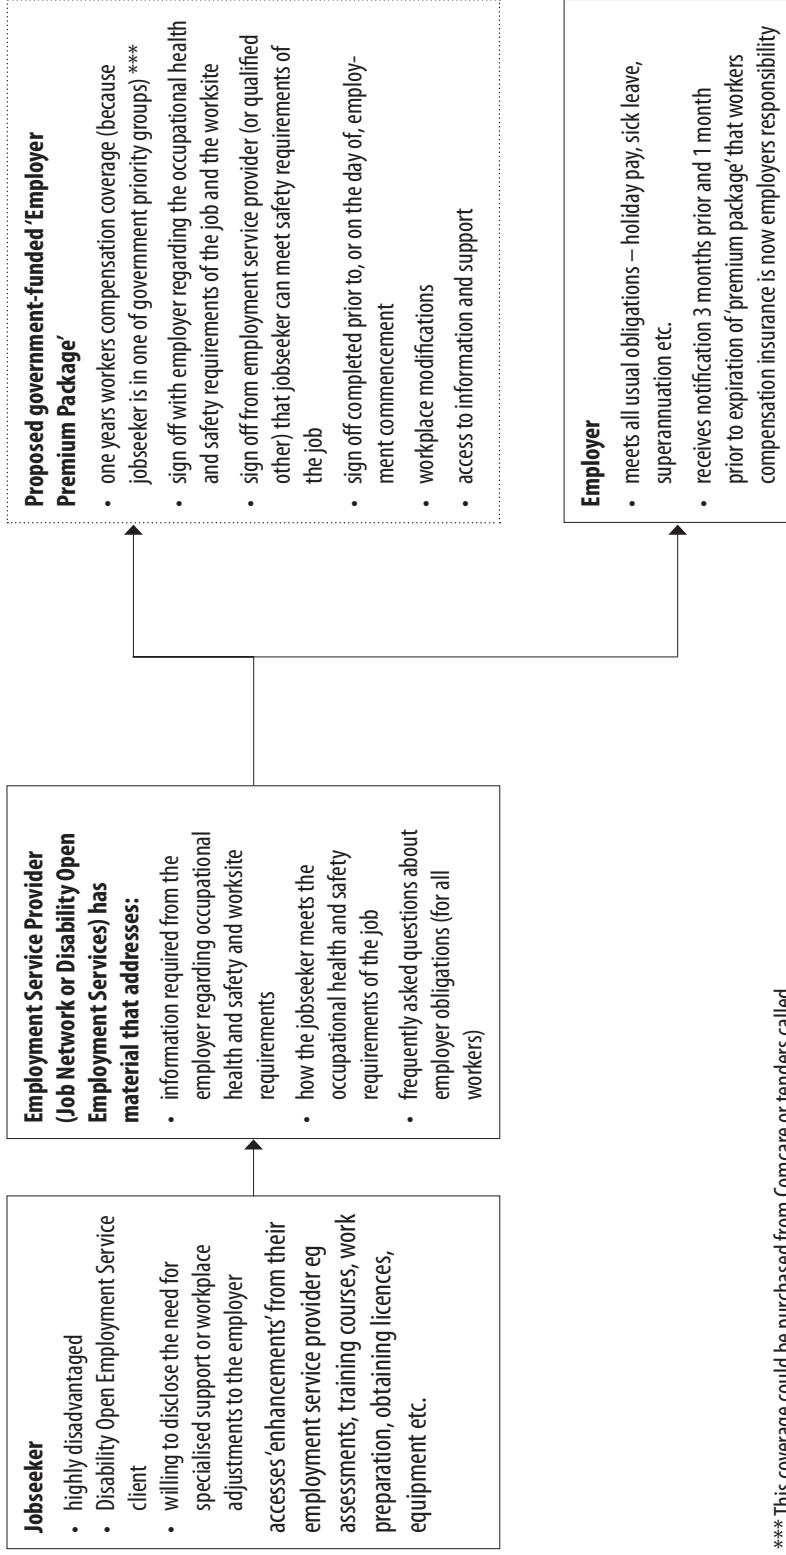 Jobseeker
• highly disadvantaged
• Disability Open Employment Service
client
• willing to disclose the need for
specialised support or workplace
adjustments to the employer
accesses ‘enhancements’ from their
employment service provider eg
assessments, training courses, work
preparation, obtaining licences,
equipment etc.
Employment Service Provider
(Job Network or Disability Open
Employment Services) has
material that addresses:
• information required from the
employer regarding occupational
health and safety and worksite
requirements
• how the jobseeker meets the
occupational health and safety
requirements of the job
• frequently asked questions about
employer obligations (for all
workers)
Proposed government-funded ‘Employer
Premium Package’
• one years workers compensation coverage (because
jobseeker is in one of government priority groups) ***
• sign off with employer regarding the occupational health
and safety requirements of the job and the worksite
• sign off from employment service provider (or qualified
other) that jobseeker can meet safety requirements of
the job
• sign off completed prior to, or on the day of, employ-
ment commencement
• workplace modifications
• access to information and support
Employer
• meets all usual obligations – holiday pay, sick leave,
superannuation etc.
• receives notification 3 months prior and 1 month
prior to expiration of ‘premium package’ that workers
compensation insurance is now employers responsibility
*** This coverage could be purchased from Comcare or tenders called